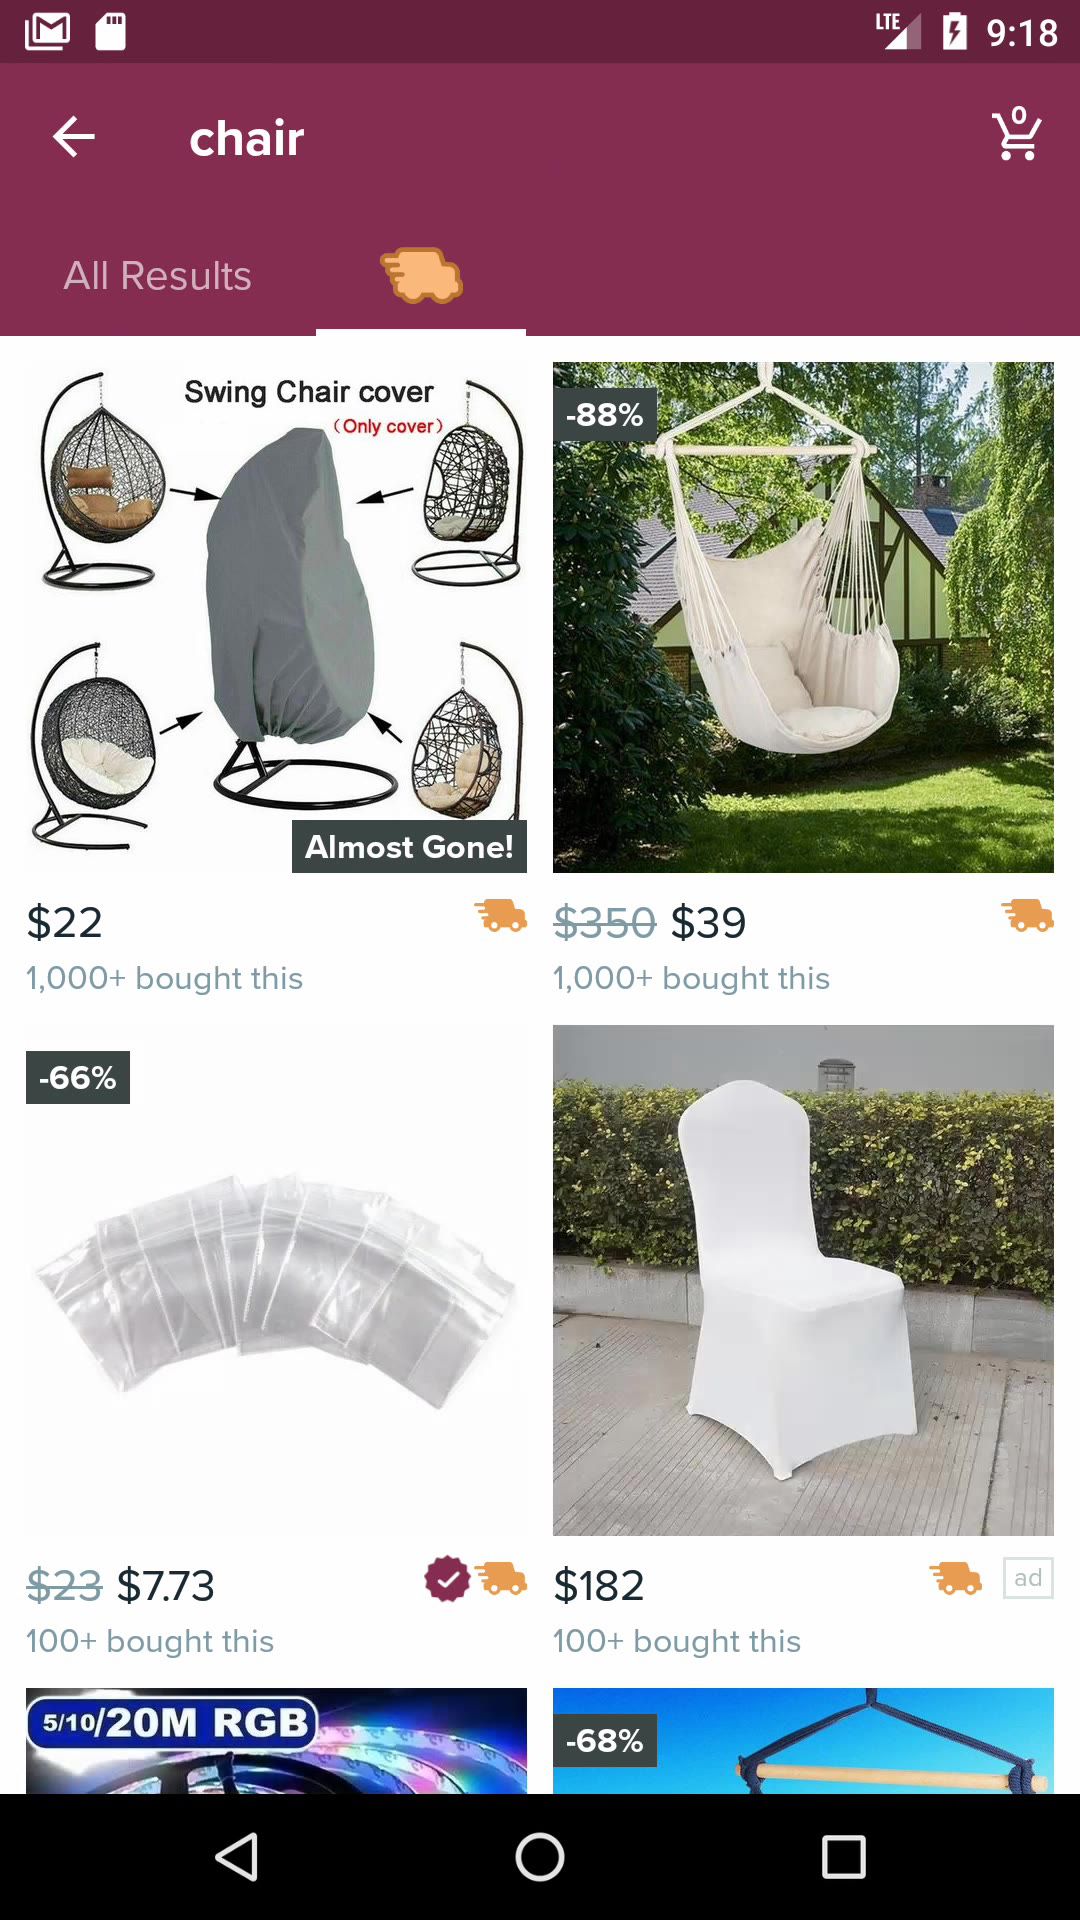 LTE 9:18
chair
0
All Results
Swing Chair cover
(Only cover)
Almost Gone!
-88%
$22
$350 $39
1,000+ bought this
1,000+ bought this
-66%
$23 $7.73
$182
ad
100+ bought this
100+ bought this
5/10/20M RGB
-68%